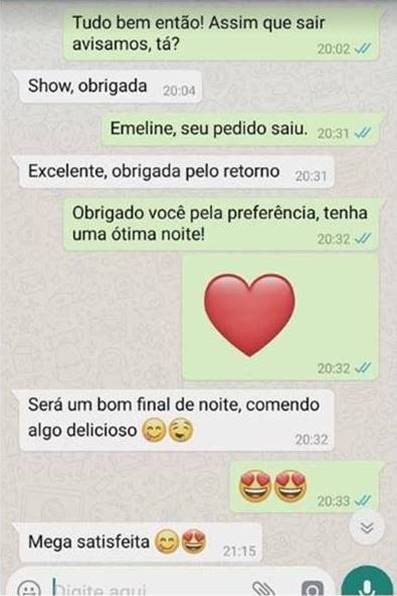 Tudo bem então! Assim que sair
avisamos, tá?
20:02
Show, obrigada 20:04
Emeline, seu pedido saiu. 20:31
Excelente, obrigada pelo retorno 20:31
Obrigado você pela preferência, tenha
uma ótima noite!
20:32
20:32
Será um bom final de noite, comendo
algo delicioso
20:32
20:33
Mega satisfeita 21:15
Digite aqui